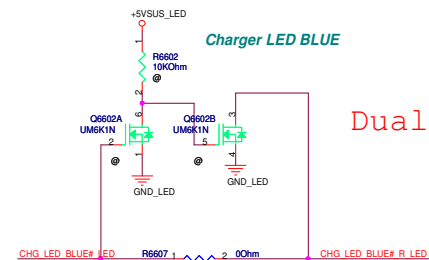 +5VSUS_LED
Charger LED BLUE
1
R6602
10KOhm
@
2
Dual
Q6602A
UM6K1N
6
2
@
1
GND_LED
Q6602B
UM6K1N
3
5
@
4
GND_LED
CHG_LED_BLUE#_LED
R6607
1
2
0Ohm
CHG_LED_BLUE#_R_LED